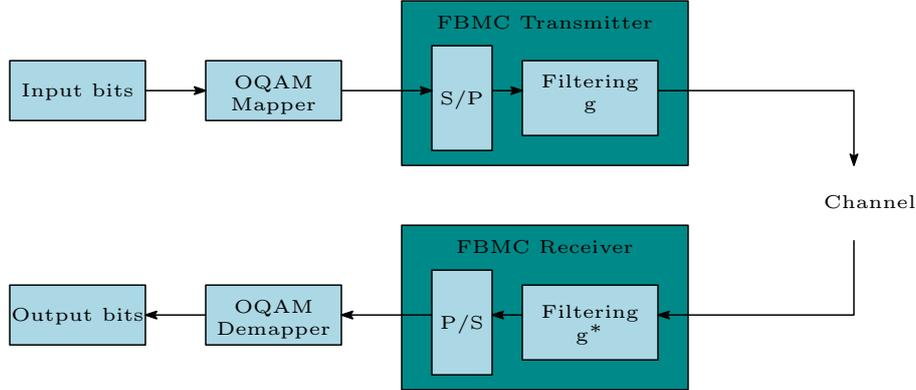 FBMC Transmitter
Input bits
OQAM
Mapper
S/P
Filtering
g
Channel
FBMC Receiver
Output bits
OQAM
Demapper
P/S
Filtering
g*